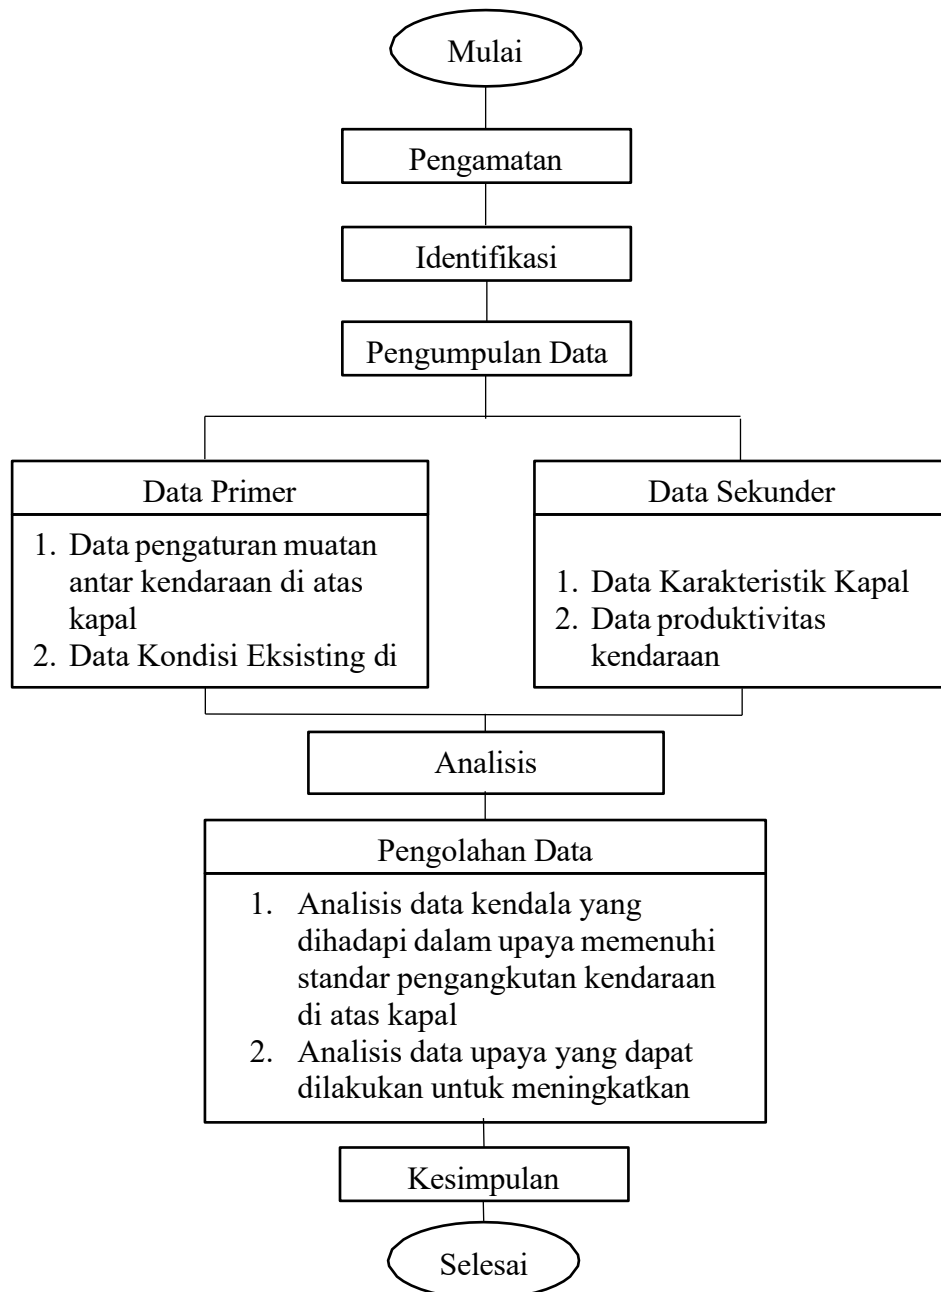 Mulai
Pengamatan
Identifikasi
Pengumpulan Data
Data Primer
1. Data pengaturan muatan
antar kendaraan di atas
kapal
2. Data Kondisi Eksisting di
Data Sekunder
1. Data Karakteristik Kapal
2. Data produktivitas
kendaraan
Analisis
Pengolahan Data
1. Analisis data kendala yang
dihadapi dalam upaya memenuhi
standar pengangkutan kendaraan
di atas kapal
2. Analisis data upaya yang dapat
dilakukan untuk meningkatkan
Kesimpulan
Selesai